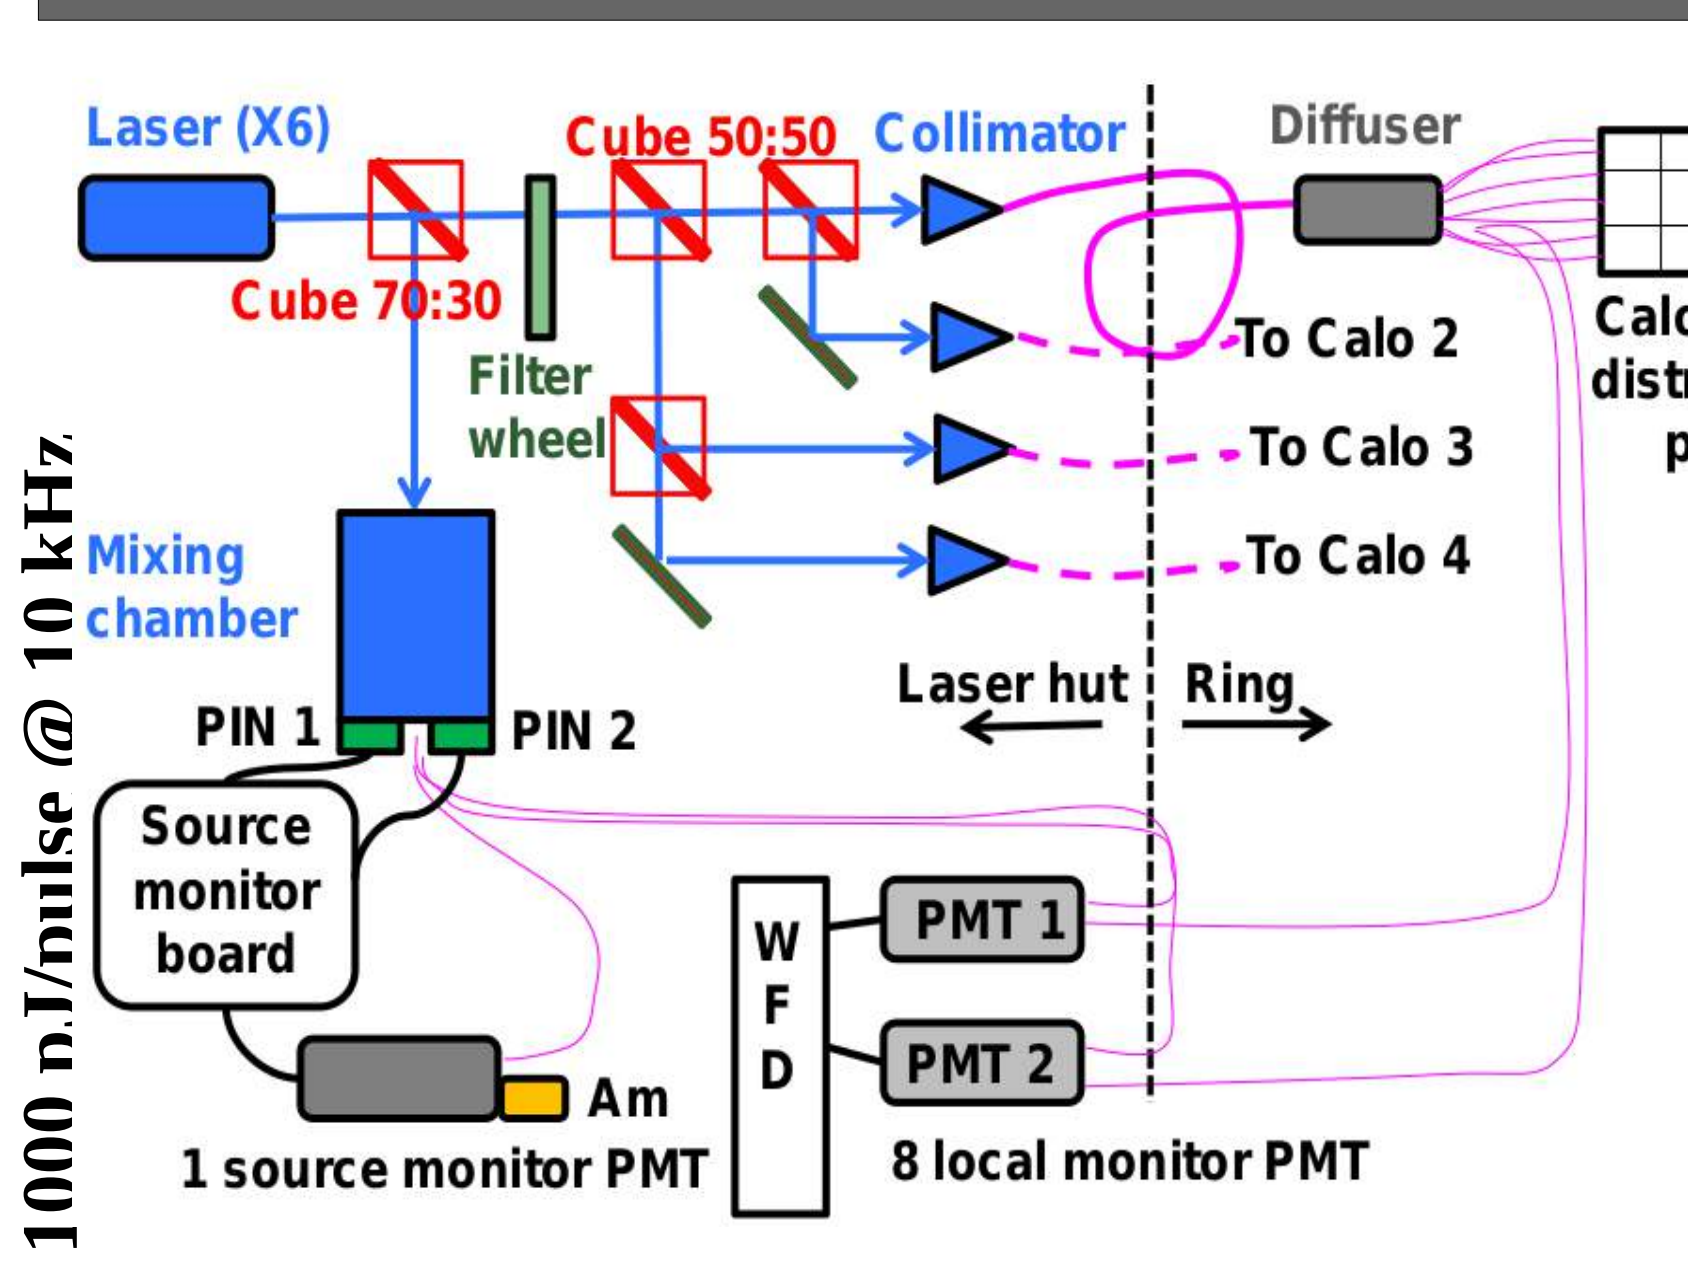 Laser (X6)
Cube 50:50
Collimator
Diffuser
Cube 70:30
Filter
wheel
To Calo 2
To Calo 3
To Calo 4
Mixing
chamber
Laser hut
Ring
PIN 1
PIN 2
Source
monitor
board
W
F
D
PMT 1
PMT 2
Am
1 source monitor PMT
8 local monitor PMT
1000 pJ/pulse @ 10 kHz